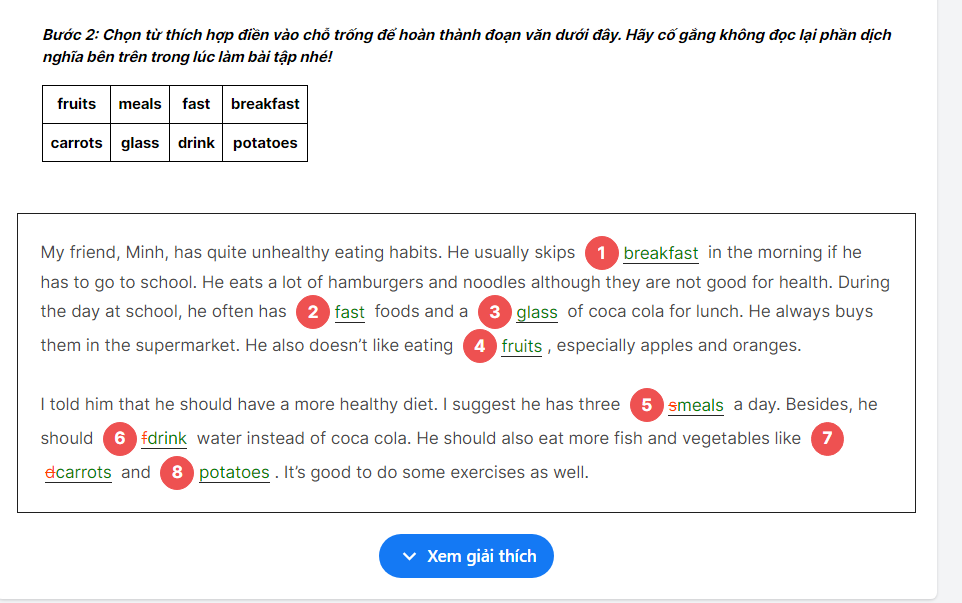 Bước 2: Chọn từ thích hợp điền vào chỗ trống để hoàn thành đoạn văn dưới đây. Hãy cố gắng không đọc lại phần dịch
nghĩa bên trên trong lúc làm bài tập nhé!
fruits meals fast breakfast
carrots glass drink potatoes
My friend, Minh, has quite unhealthy eating habits. He usually skips 1 breakfast in the morning if he
has to go to school. He eats a lot of hamburgers and noodles although they are not good for health. During
the day at school, he often has 2 fast foods and a 3 glass of coca cola for lunch. He always buys
them in the supermarket. He also doesn't like eating 4 fruits , especially apples and oranges.
I told him that he should have a more healthy diet. I suggest he has three 5 smeals a day. Besides, he
should 6 fdrink water instead of coca cola. He should also eat more fish and vegetables like 7
dcarrots and 8 potatoes . It's good to do some exercises as well.
Xem giải thích